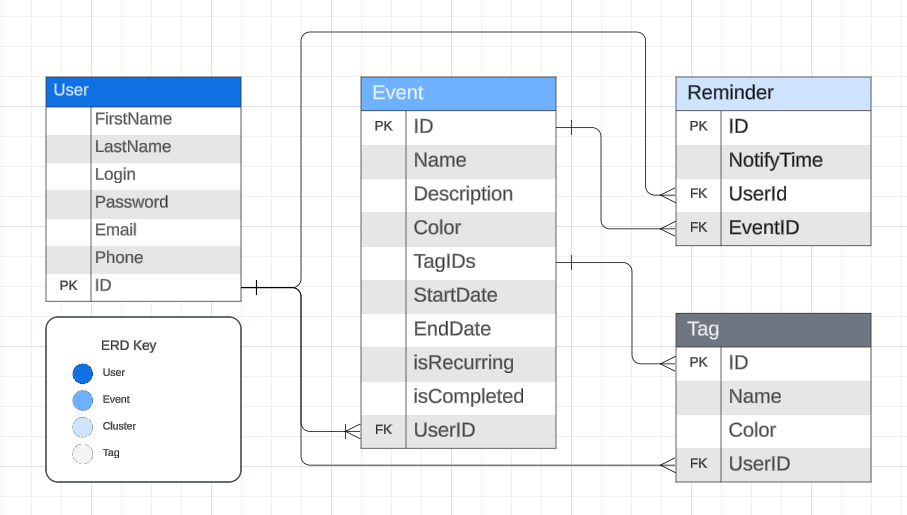 User
FirstName
LastName
Login
Password
Email
Phone
PK ID
ERD Key
User
Event
Cluster
Tag
Event
PK ID
Name
Description
Color
TagIDs
StartDate
EndDate
isRecurring
isCompleted
FK UserID
Reminder
PK ID
NotifyTime
FK UserId
FK EventID
Tag
PK ID
Name
Color
FK UserID